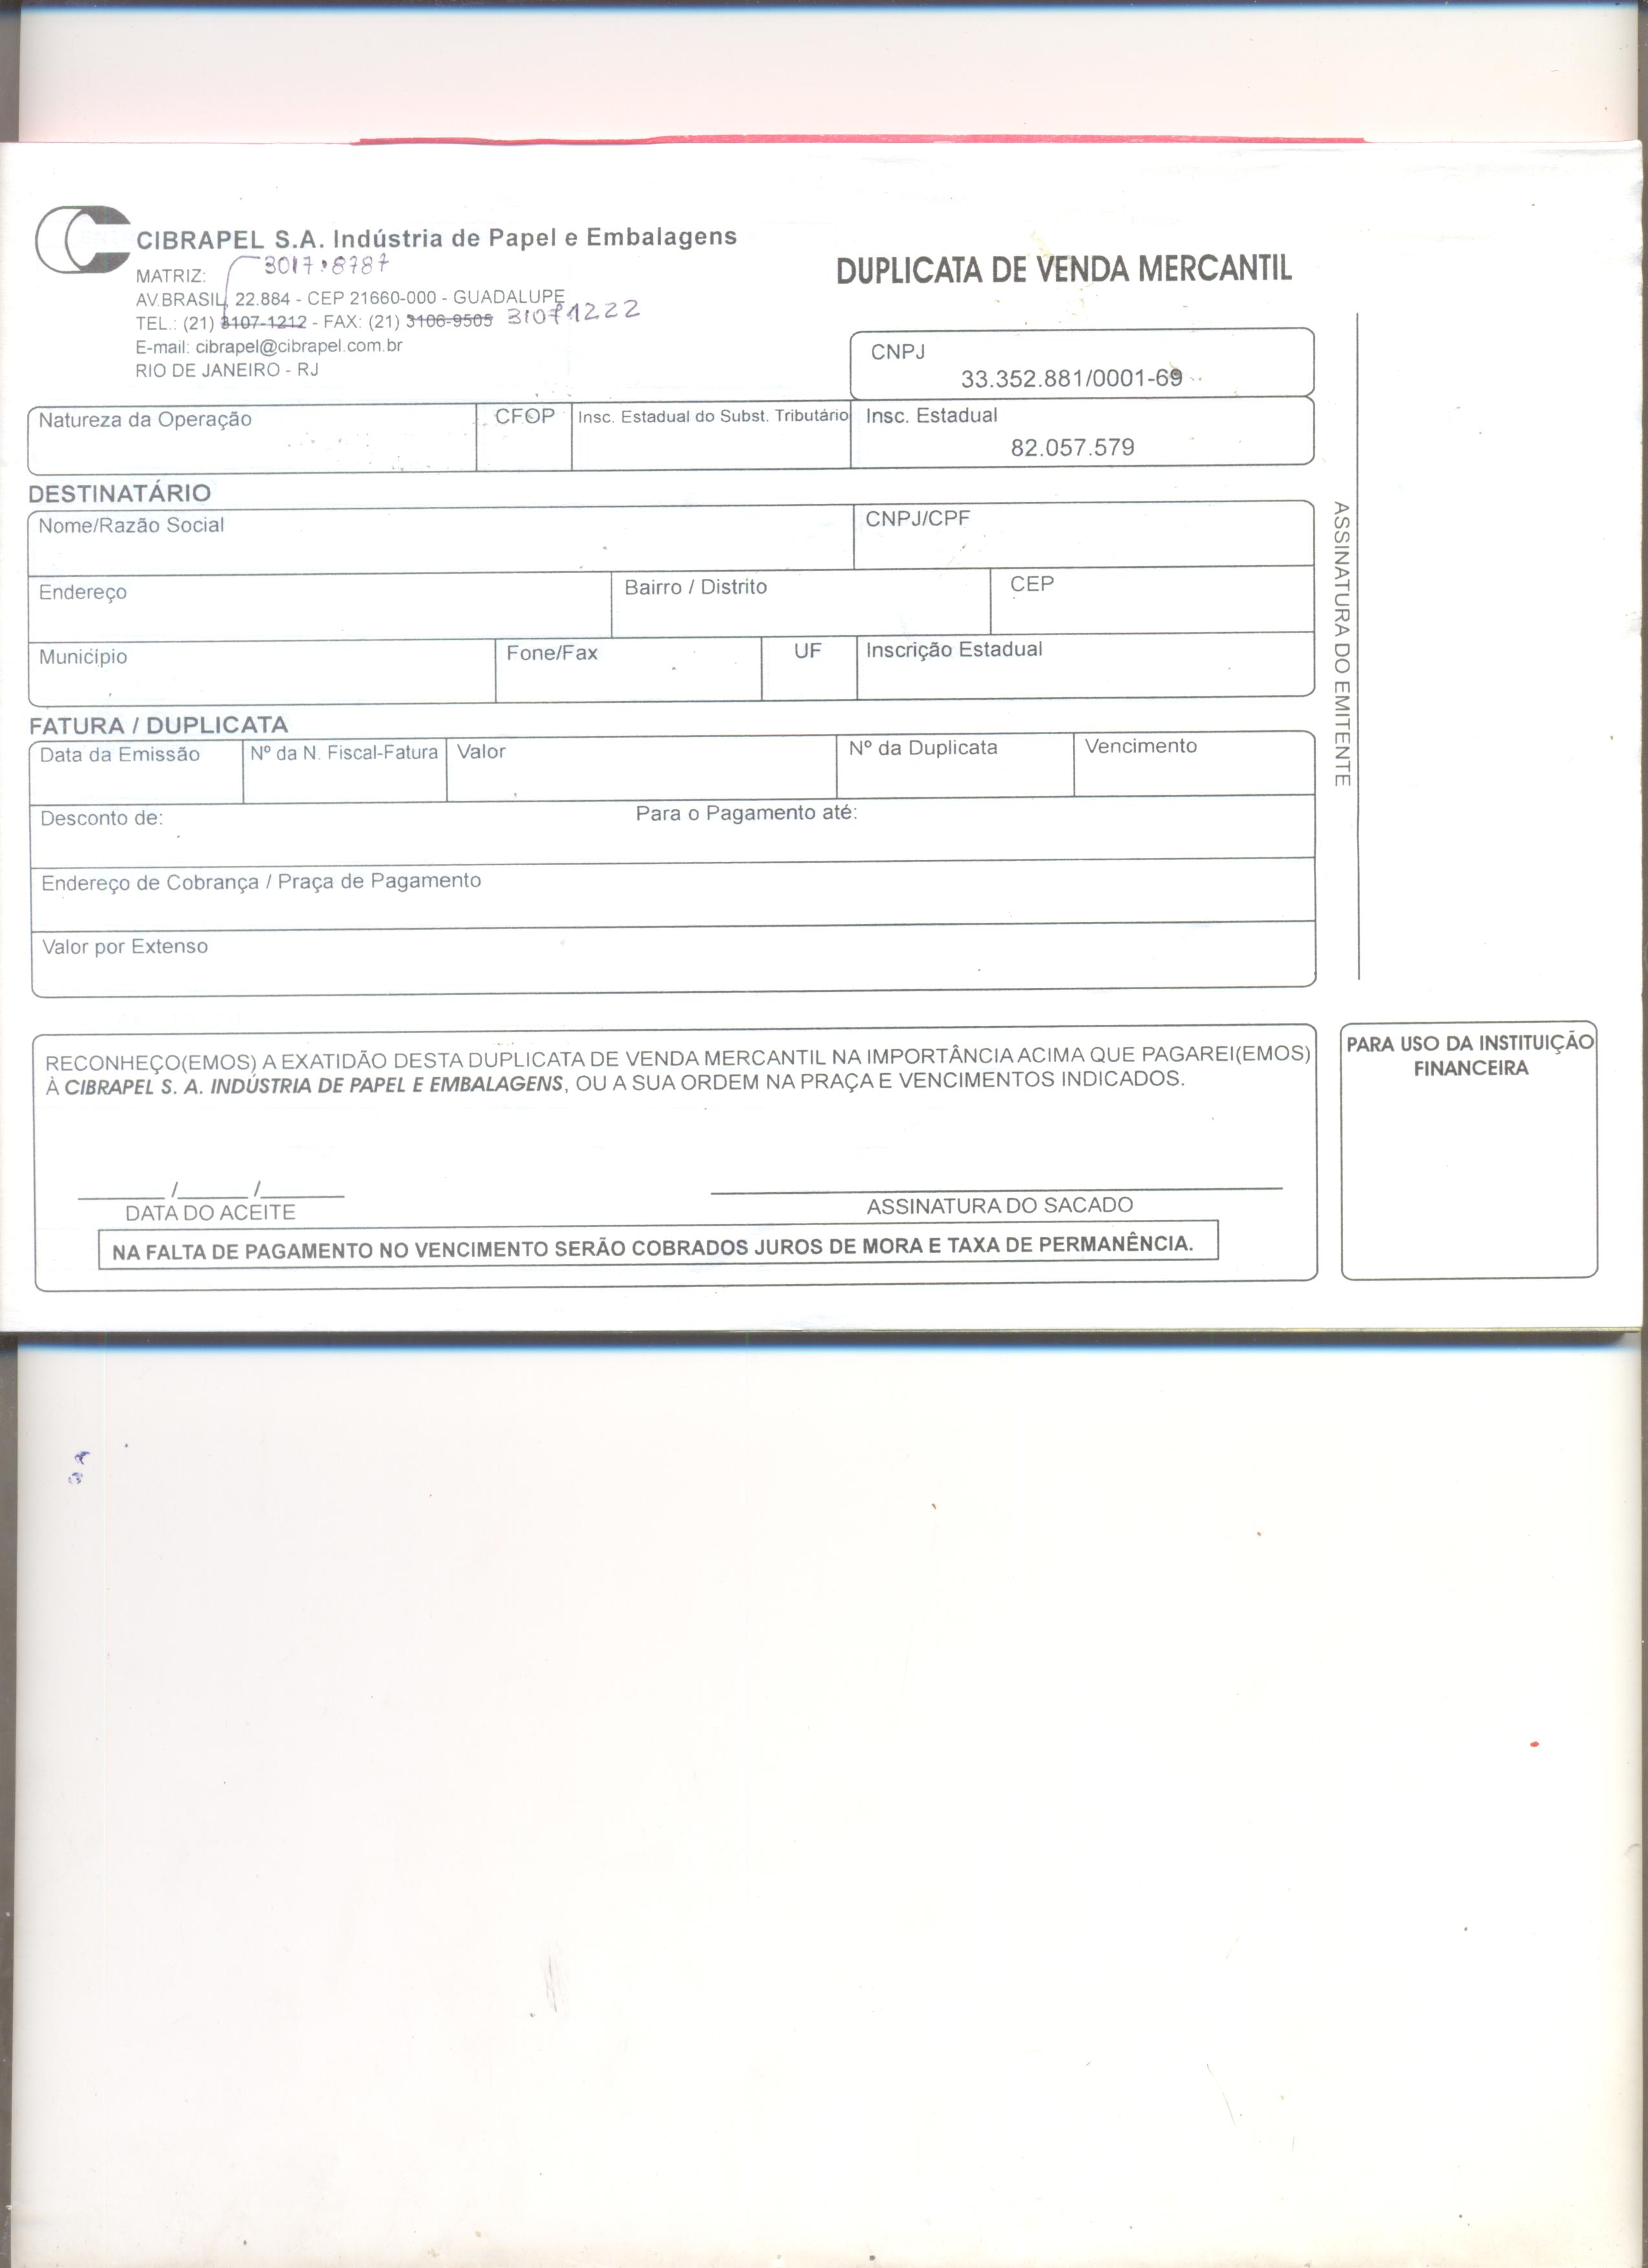 CIBRAPEL S.A. Indústria de Papel e Embalagens
MATRIZ: 3017.8787
AV.BRASIL, 22.884 - CEP 21660-000 - GUADALUPE
TEL.: (21) 3107-1212 - FAX: (21) 3106-9505 31071222
E-mail: cibrapel@cibrapel.com.br
RIO DE JANEIRO - RJ
DUPLICATA DE VENDA MERCANTIL
CNPJ
33.352.881/0001-69
Natureza da Operação CFOP Insc. Estadual do Subst. Tributário Insc. Estadual
82.057.579
DESTINATÁRIO
Nome/Razão Social CNPJ/CPF
Endereço Bairro / Distrito CEP
Município Fone/Fax UF Inscrição Estadual
FATURA / DUPLICATA
Data da Emissão Nº da N. Fiscal-Fatura Valor Nº da Duplicata Vencimento
Desconto de: Para o Pagamento até:
Endereço de Cobrança / Praça de Pagamento
Valor por Extenso
ASSINATURA DO EMITENTE
RECONHEÇO(EMOS) A EXATIDÃO DESTA DUPLICATA DE VENDA MERCANTIL NA IMPORTÂNCIA ACIMA QUE PAGAREI(EMOS)
À CIBRAPEL S. A. INDÚSTRIA DE PAPEL E EMBALAGENS, OU A SUA ORDEM NA PRAÇA E VENCIMENTOS INDICADOS.
______ /_____ /______
DATA DO ACEITE ASSINATURA DO SACADO
NA FALTA DE PAGAMENTO NO VENCIMENTO SERÃO COBRADOS JUROS DE MORA E TAXA DE PERMANÊNCIA.
PARA USO DA INSTITUIÇÃO
FINANCEIRA